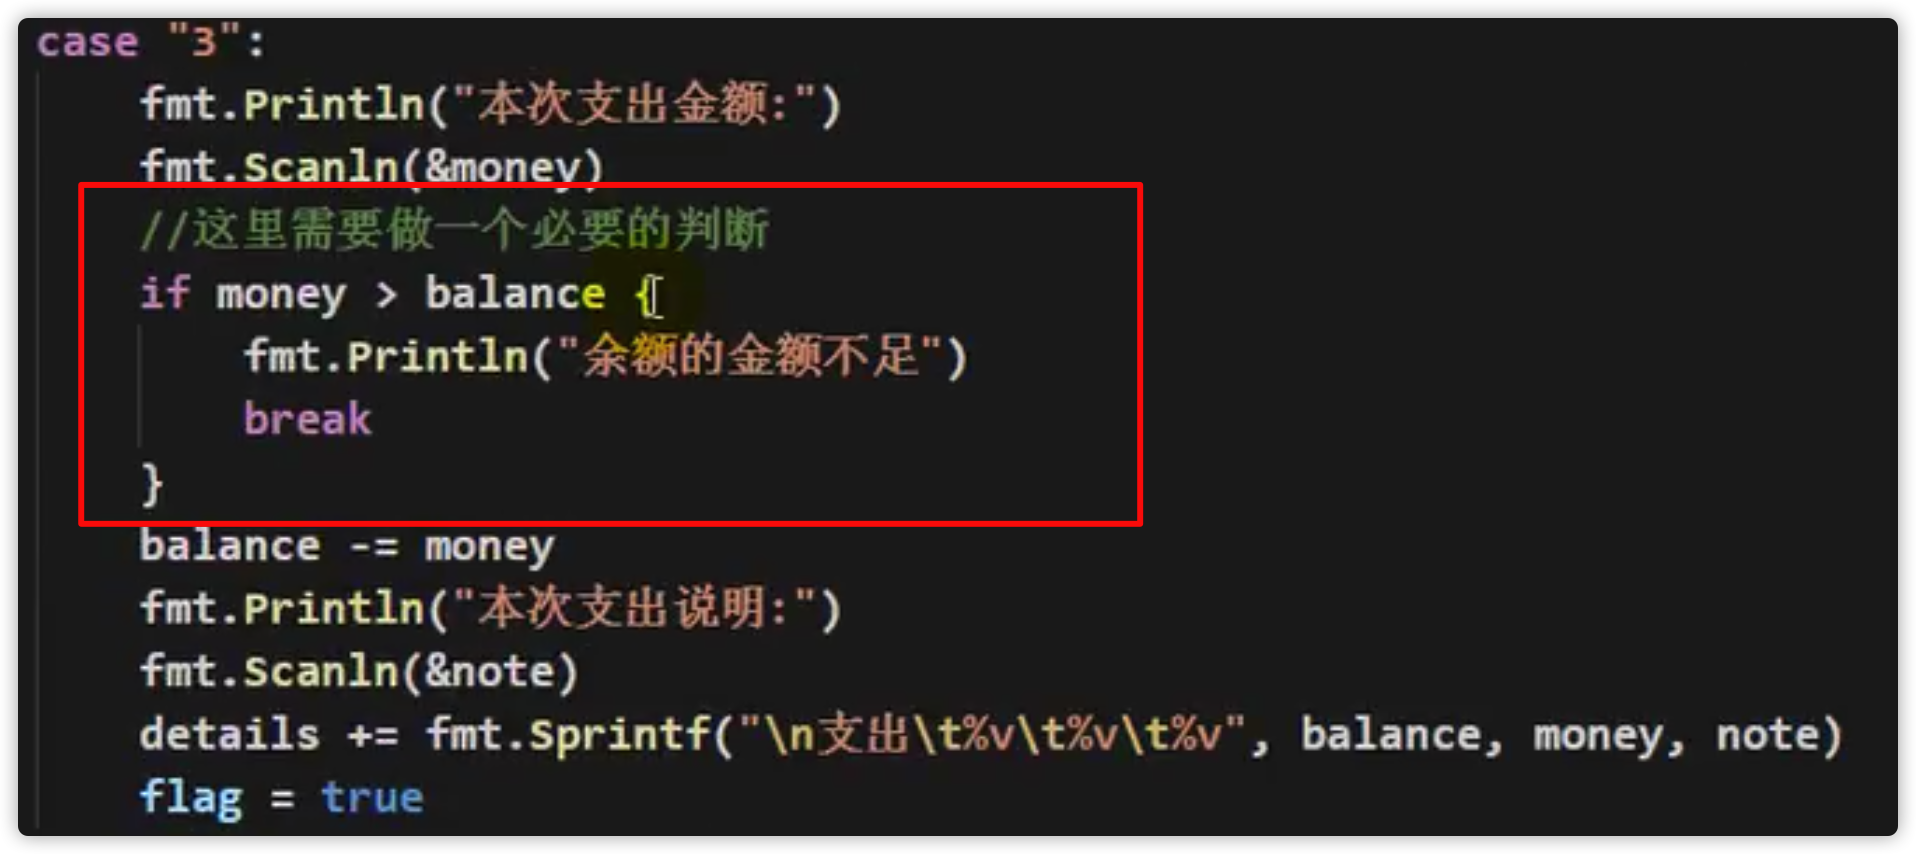 case "3":
fmt.Println("本次支出金额:")
fmt.Scanln(&money)
//这里需要做一个必要的判断
if money > balance {
fmt.Println("余额的金额不足")
break
}
balance -= money
fmt.Println("本次支出说明:")
fmt.Scanln(&note)
details += fmt.Sprintf("\n支出\t%v\t%v\t%v", balance, money, note)
flag = true